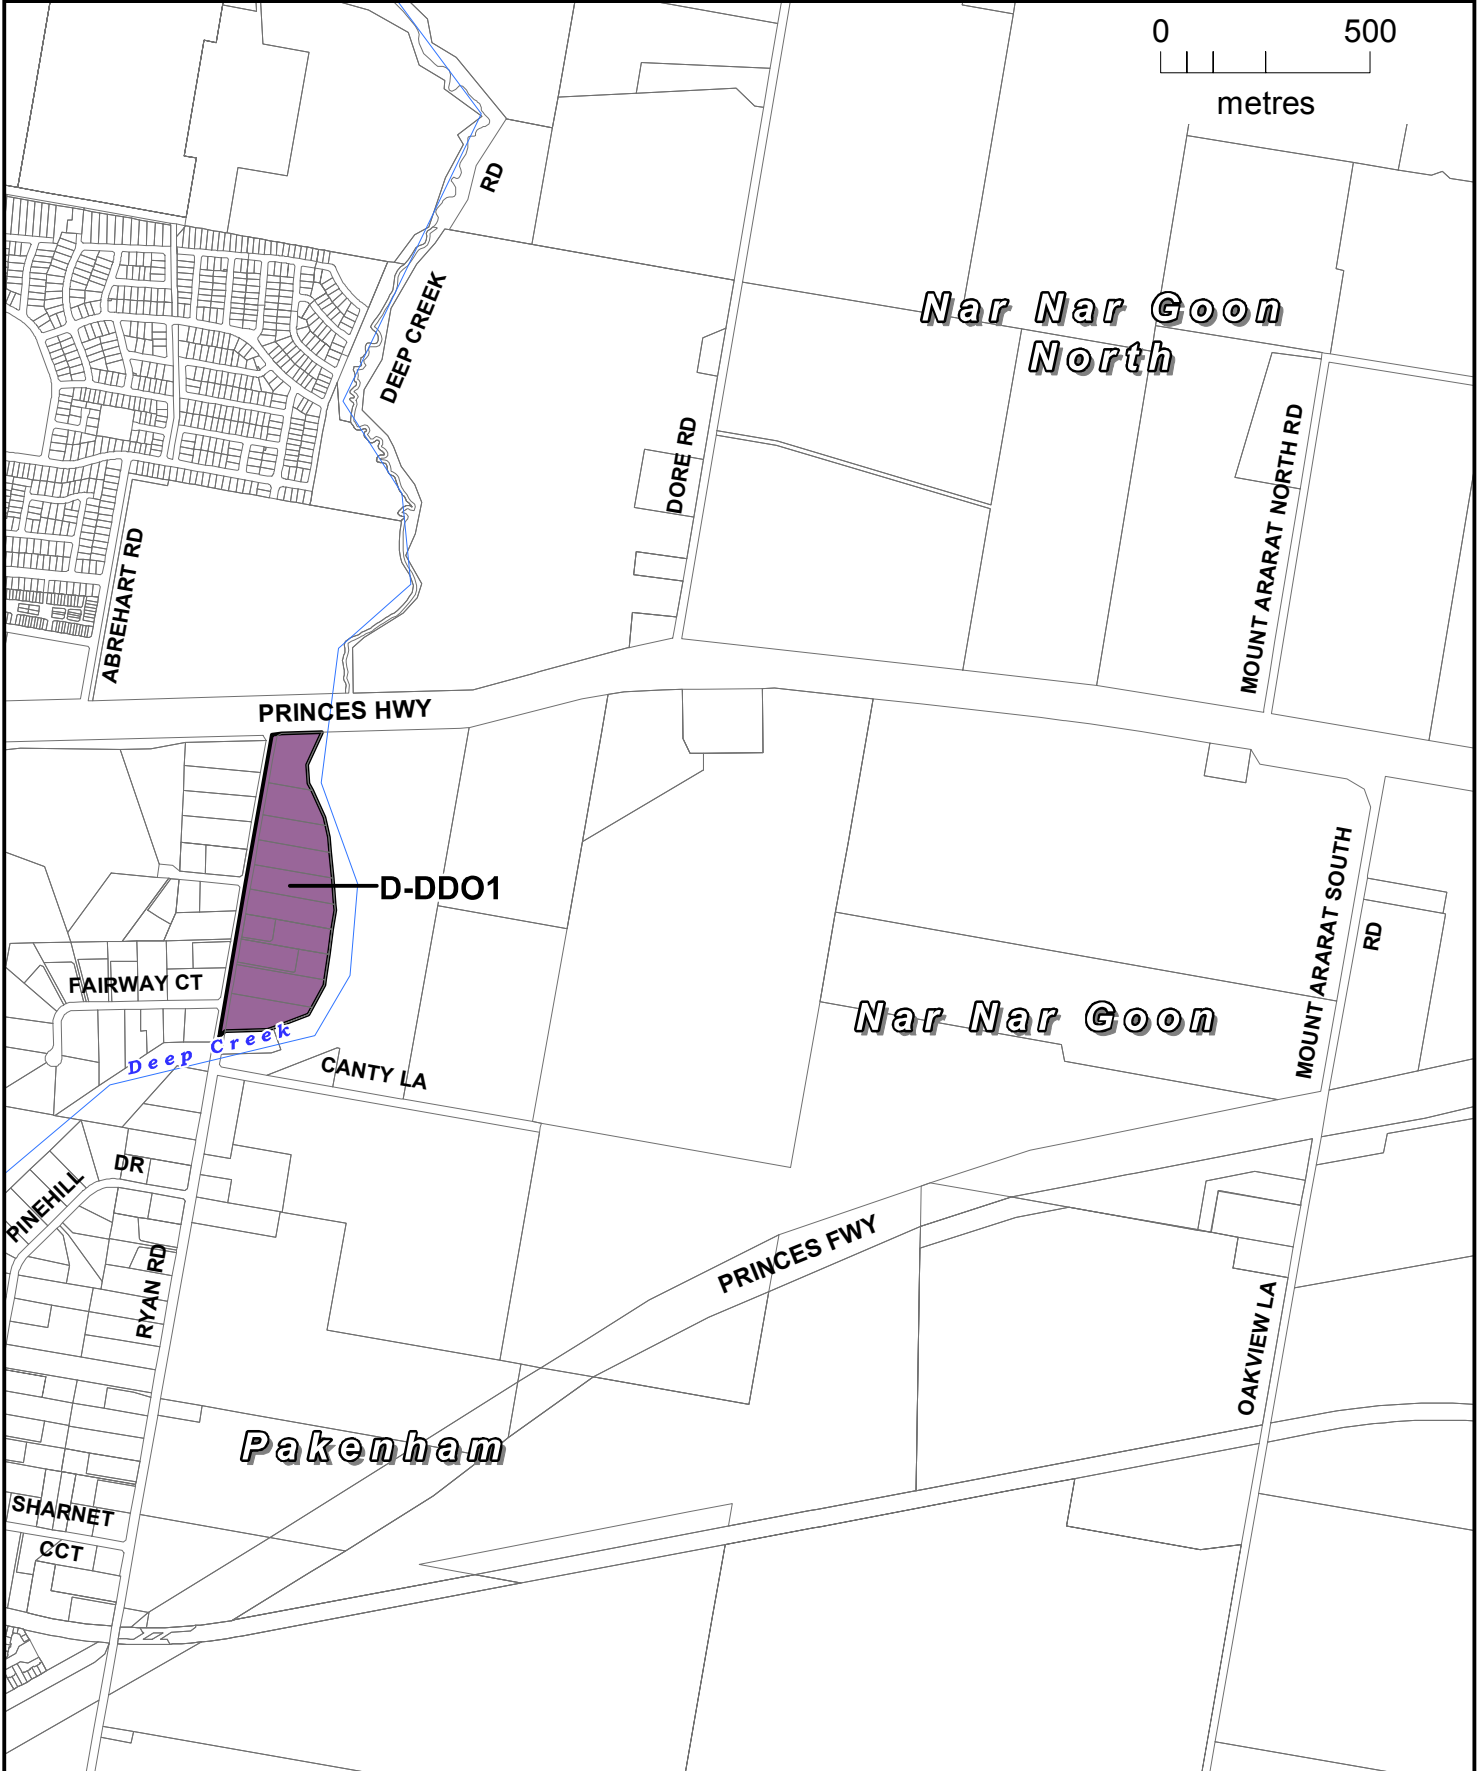 0 500
metres
RD
DEEP CREEK
Nar Nar Goon
North
DORE RD
MOUNT ARARAT NORTH RD
ABREHART RD
PRINCES HWY
D-DDO1
MOUNT ARARAT SOUTH
RD
FAIRWAY CT
Nar Nar Goon
Deep Creek
CANTY LA
DR
PINEHILL
PRINCES FWY
RYAN RD
OAKVIEW LA
Pakenham
SHARNET
CCT